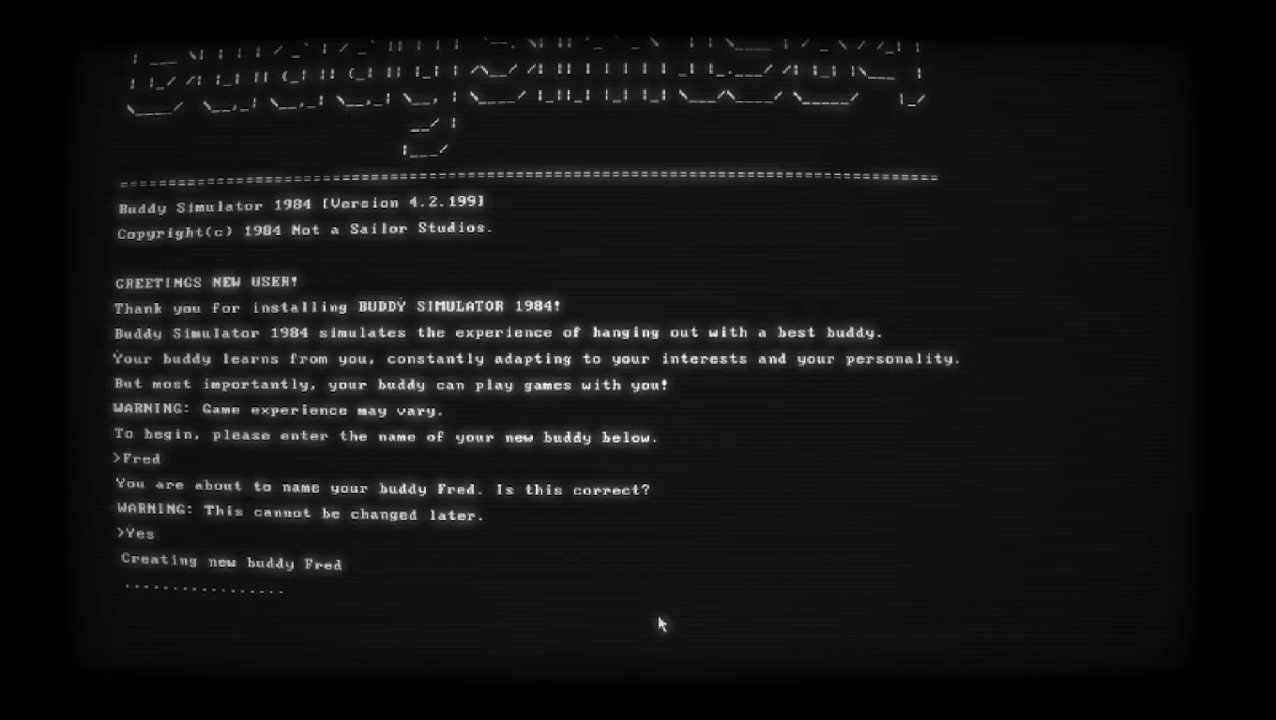 ================================================================
Buddy Simulator 1984 [Version 4.2.199]
Copyright(c) 1984 Not a Sailor Studios.
GREETINGS NEW USER!
Thank you for installing BUDDY SIMULATOR 1984!
Buddy Simulator 1984 simulates the experience of hanging out with a best buddy.
Your buddy learns from you, constantly adapting to your interests and your personality.
But most importantly, your buddy can play games with you!
WARNING: Game experience may vary.
To begin, please enter the name of your new buddy below.
>Fred
You are about to name your buddy Fred. Is this correct?
WARNING: This cannot be changed later.
>Yes
Creating new buddy Fred
.................